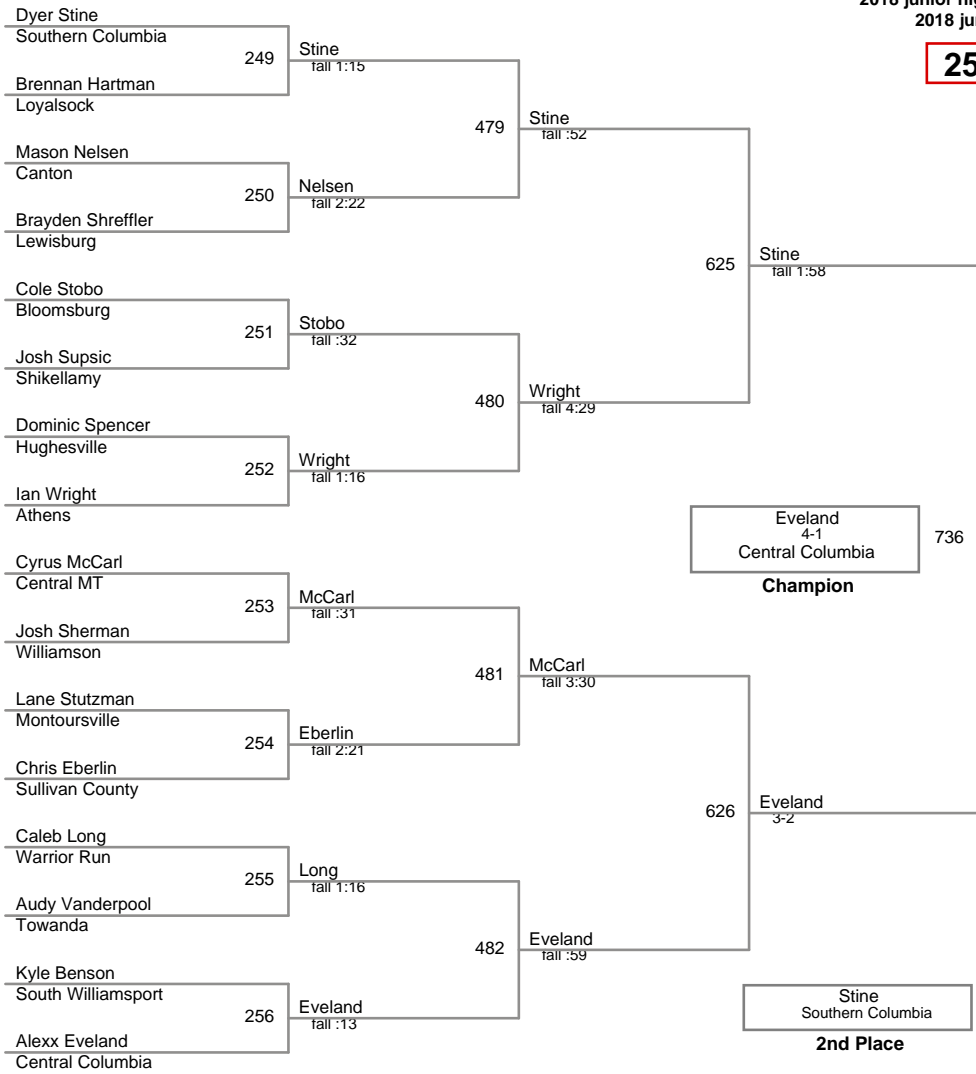 2018 junior hig
2018 jun
25
Dyer Stine
Southern Columbia
249
Stine
fall 1:15
Brennan Hartman
Loyalsock
479
Stine
fall :52
Mason Nelsen
Canton
250
Nelsen
fall 2:22
Brayden Shreffler
Lewisburg
625
Stine
fall 1:58
Cole Stobo
Bloomsburg
251
Stobo
fall :32
Josh Supsic
Shikellamy
480
Wright
fall 4:29
Dominic Spencer
Hughesville
252
Wright
fall 1:16
Ian Wright
Athens
Eveland
4-1
Central Columbia
736
Champion
Cyrus McCarl
Central MT
253
McCarl
fall :31
Josh Sherman
Williamson
481
McCarl
fall 3:30
Lane Stutzman
Montoursville
254
Eberlin
fall 2:21
Chris Eberlin
Sullivan County
626
Eveland
3-2
Caleb Long
Warrior Run
255
Long
fall 1:16
Audy Vanderpool
Towanda
482
Eveland
fall :59
Kyle Benson
South Williamsport
256
Eveland
fall :13
Alexx Eveland
Central Columbia
Stine
Southern Columbia
2nd Place